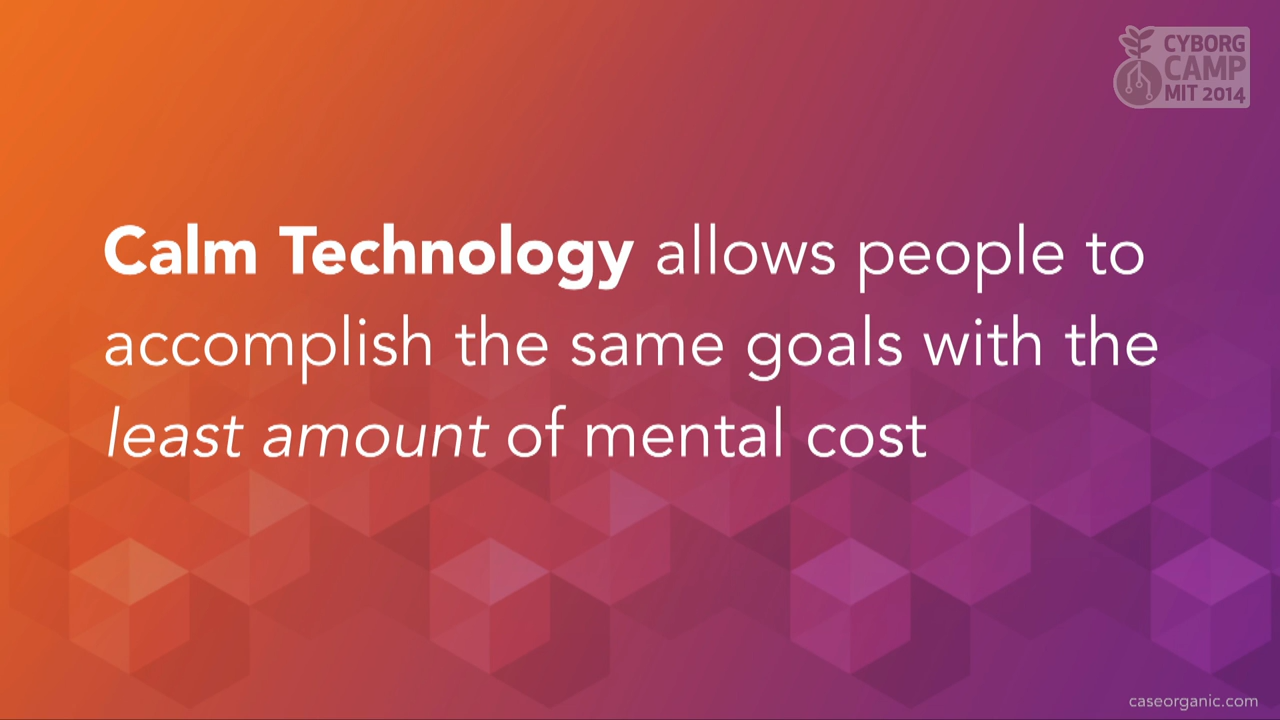 CYBORG
CAMP
MIT 2014
Calm Technology allows people to
accomplish the same goals with the
least amount of mental cost
caseorganic.com